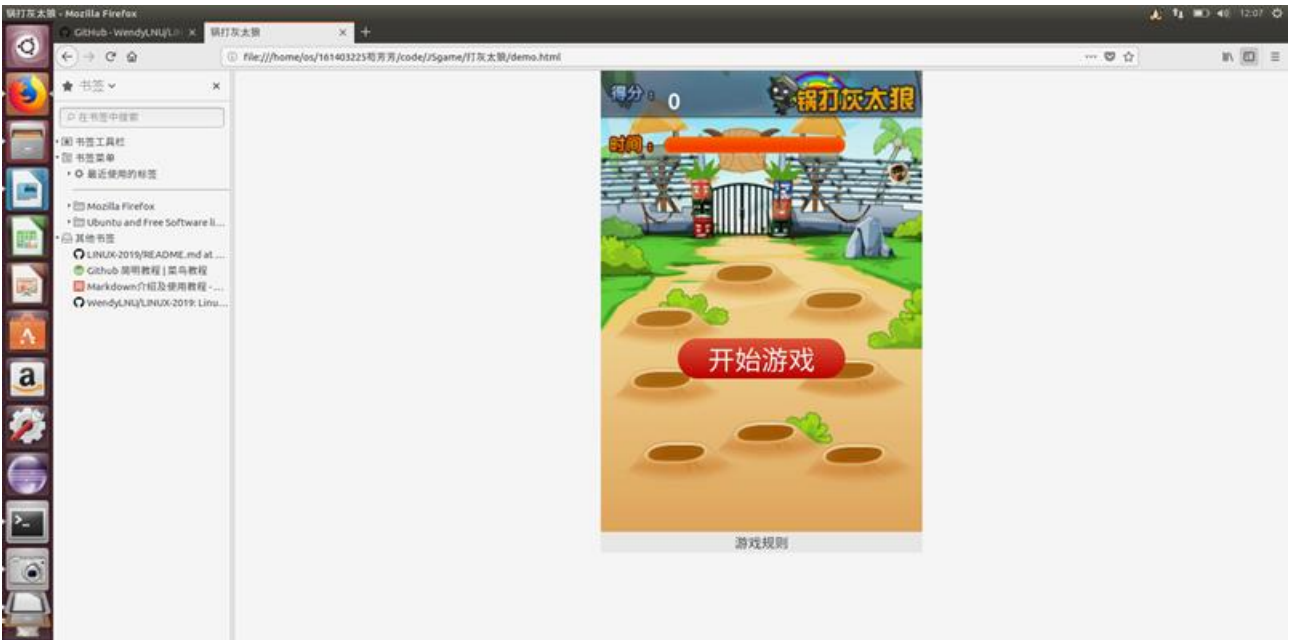 锅打灰太狼 - Mozilla Firefox
12:07
GitHub - WendyLNU/LIN
锅打灰太狼
file:///home/os/161403225苟芳芳/code/JSgame/打灰太狼/demo.html
书签
在书签中搜索
书签工具栏
书签菜单
最近使用的标签
Mozilla Firefox
Ubuntu and Free Software li...
其他书签
LINUX-2019/README.md at ...
Github 简明教程 | 菜鸟教程
Markdown介绍及使用教程 - ...
WendyLNU/LINUX-2019: Linu...
得分：
0
锅打灰太狼
时间：
开始游戏
游戏规则